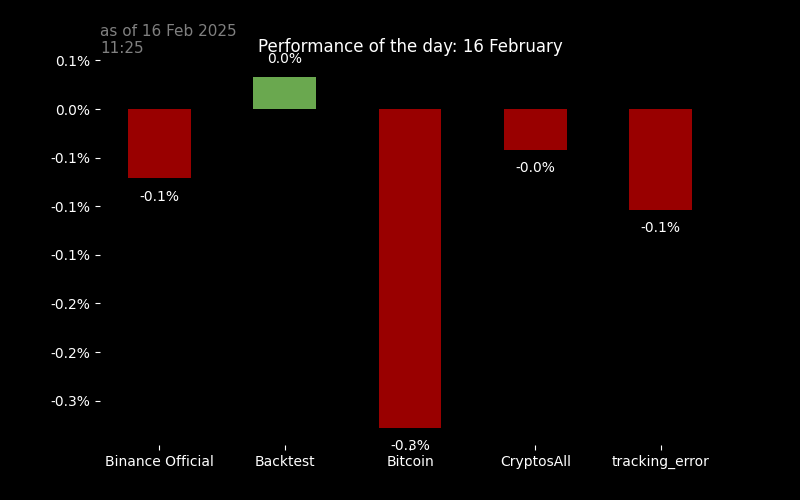 as of 16 Feb 2025
11:25
Performance of the day: 16 February
0.1%
0.0%
-0.1%
-0.1%
-0.1%
-0.2%
-0.2%
-0.3%
-0.1%
0.0%
-0.3%
-0.0%
-0.1%
Binance Official
Backtest
Bitcoin
CryptosAll
tracking_error